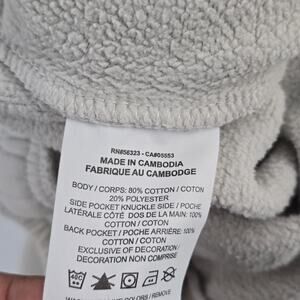 RN#56323 - CA#05553
MADE IN CAMBODIA
FABRIQUE AU CAMBODGE
BODY / CORPS: 80% COTTON / COTON
20% POLYESTER
SIDE POCKET KNUCKLE SIDE / POCHE
LATÉRALE CÔTÉ DOS DE LA MAIN: 100%
COTTON / COTON
BACK POCKET / POCHE ARRIÈRE: 100%
COTTON / COTON
EXCLUSIVE OF DECORATION /
DECORATION NON COMPRISE
40C